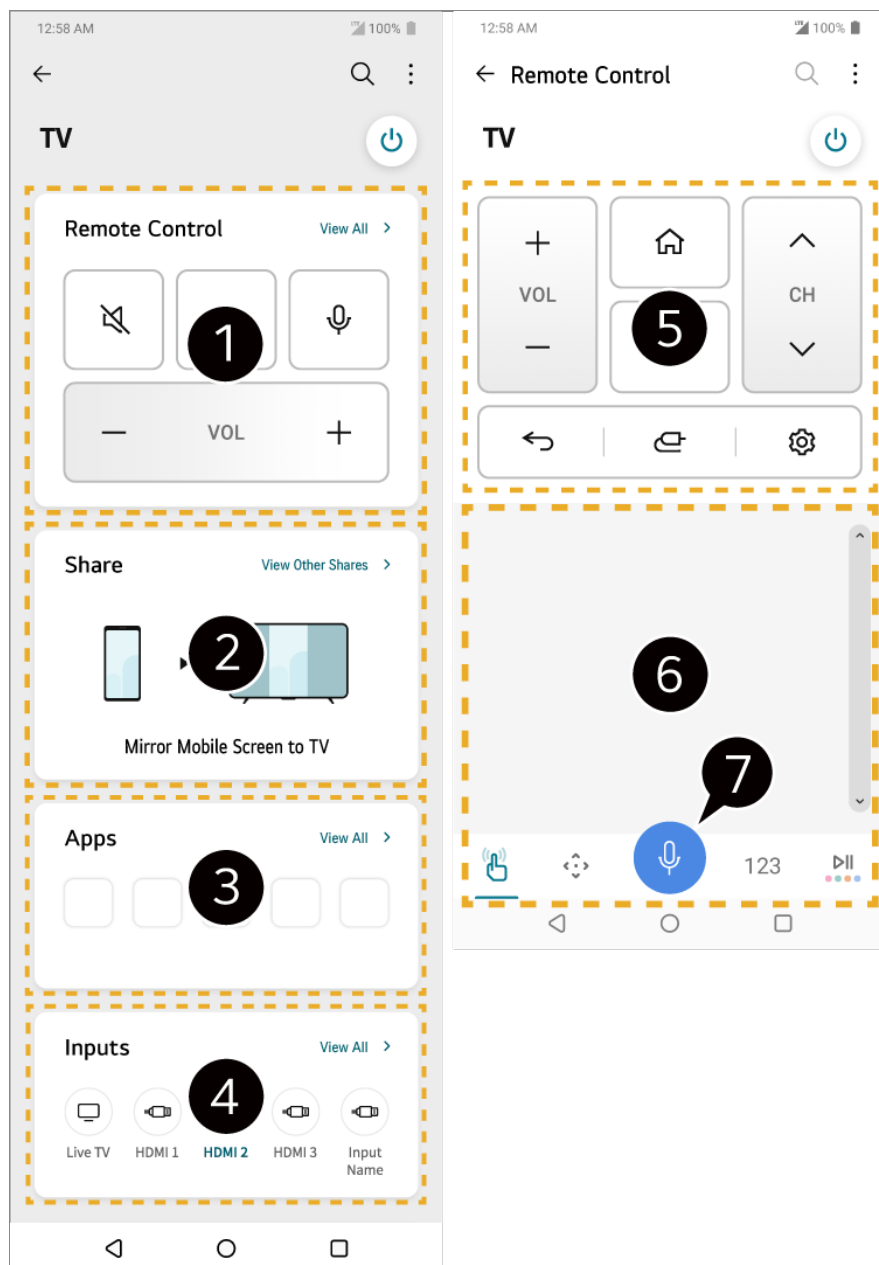 12:58 AM
LTE 100%
TV
Remote Control
View All >
1
VOL
Share
View Other Shares >
2
Mirror Mobile Screen to TV
Apps
View All >
3
Inputs
View All >
4
Live TV
HDMI 1
HDMI 2
HDMI 3
Input
Name
12:58 AM
LTE 100%
Remote Control
TV
VOL
5
CH
6
7
123